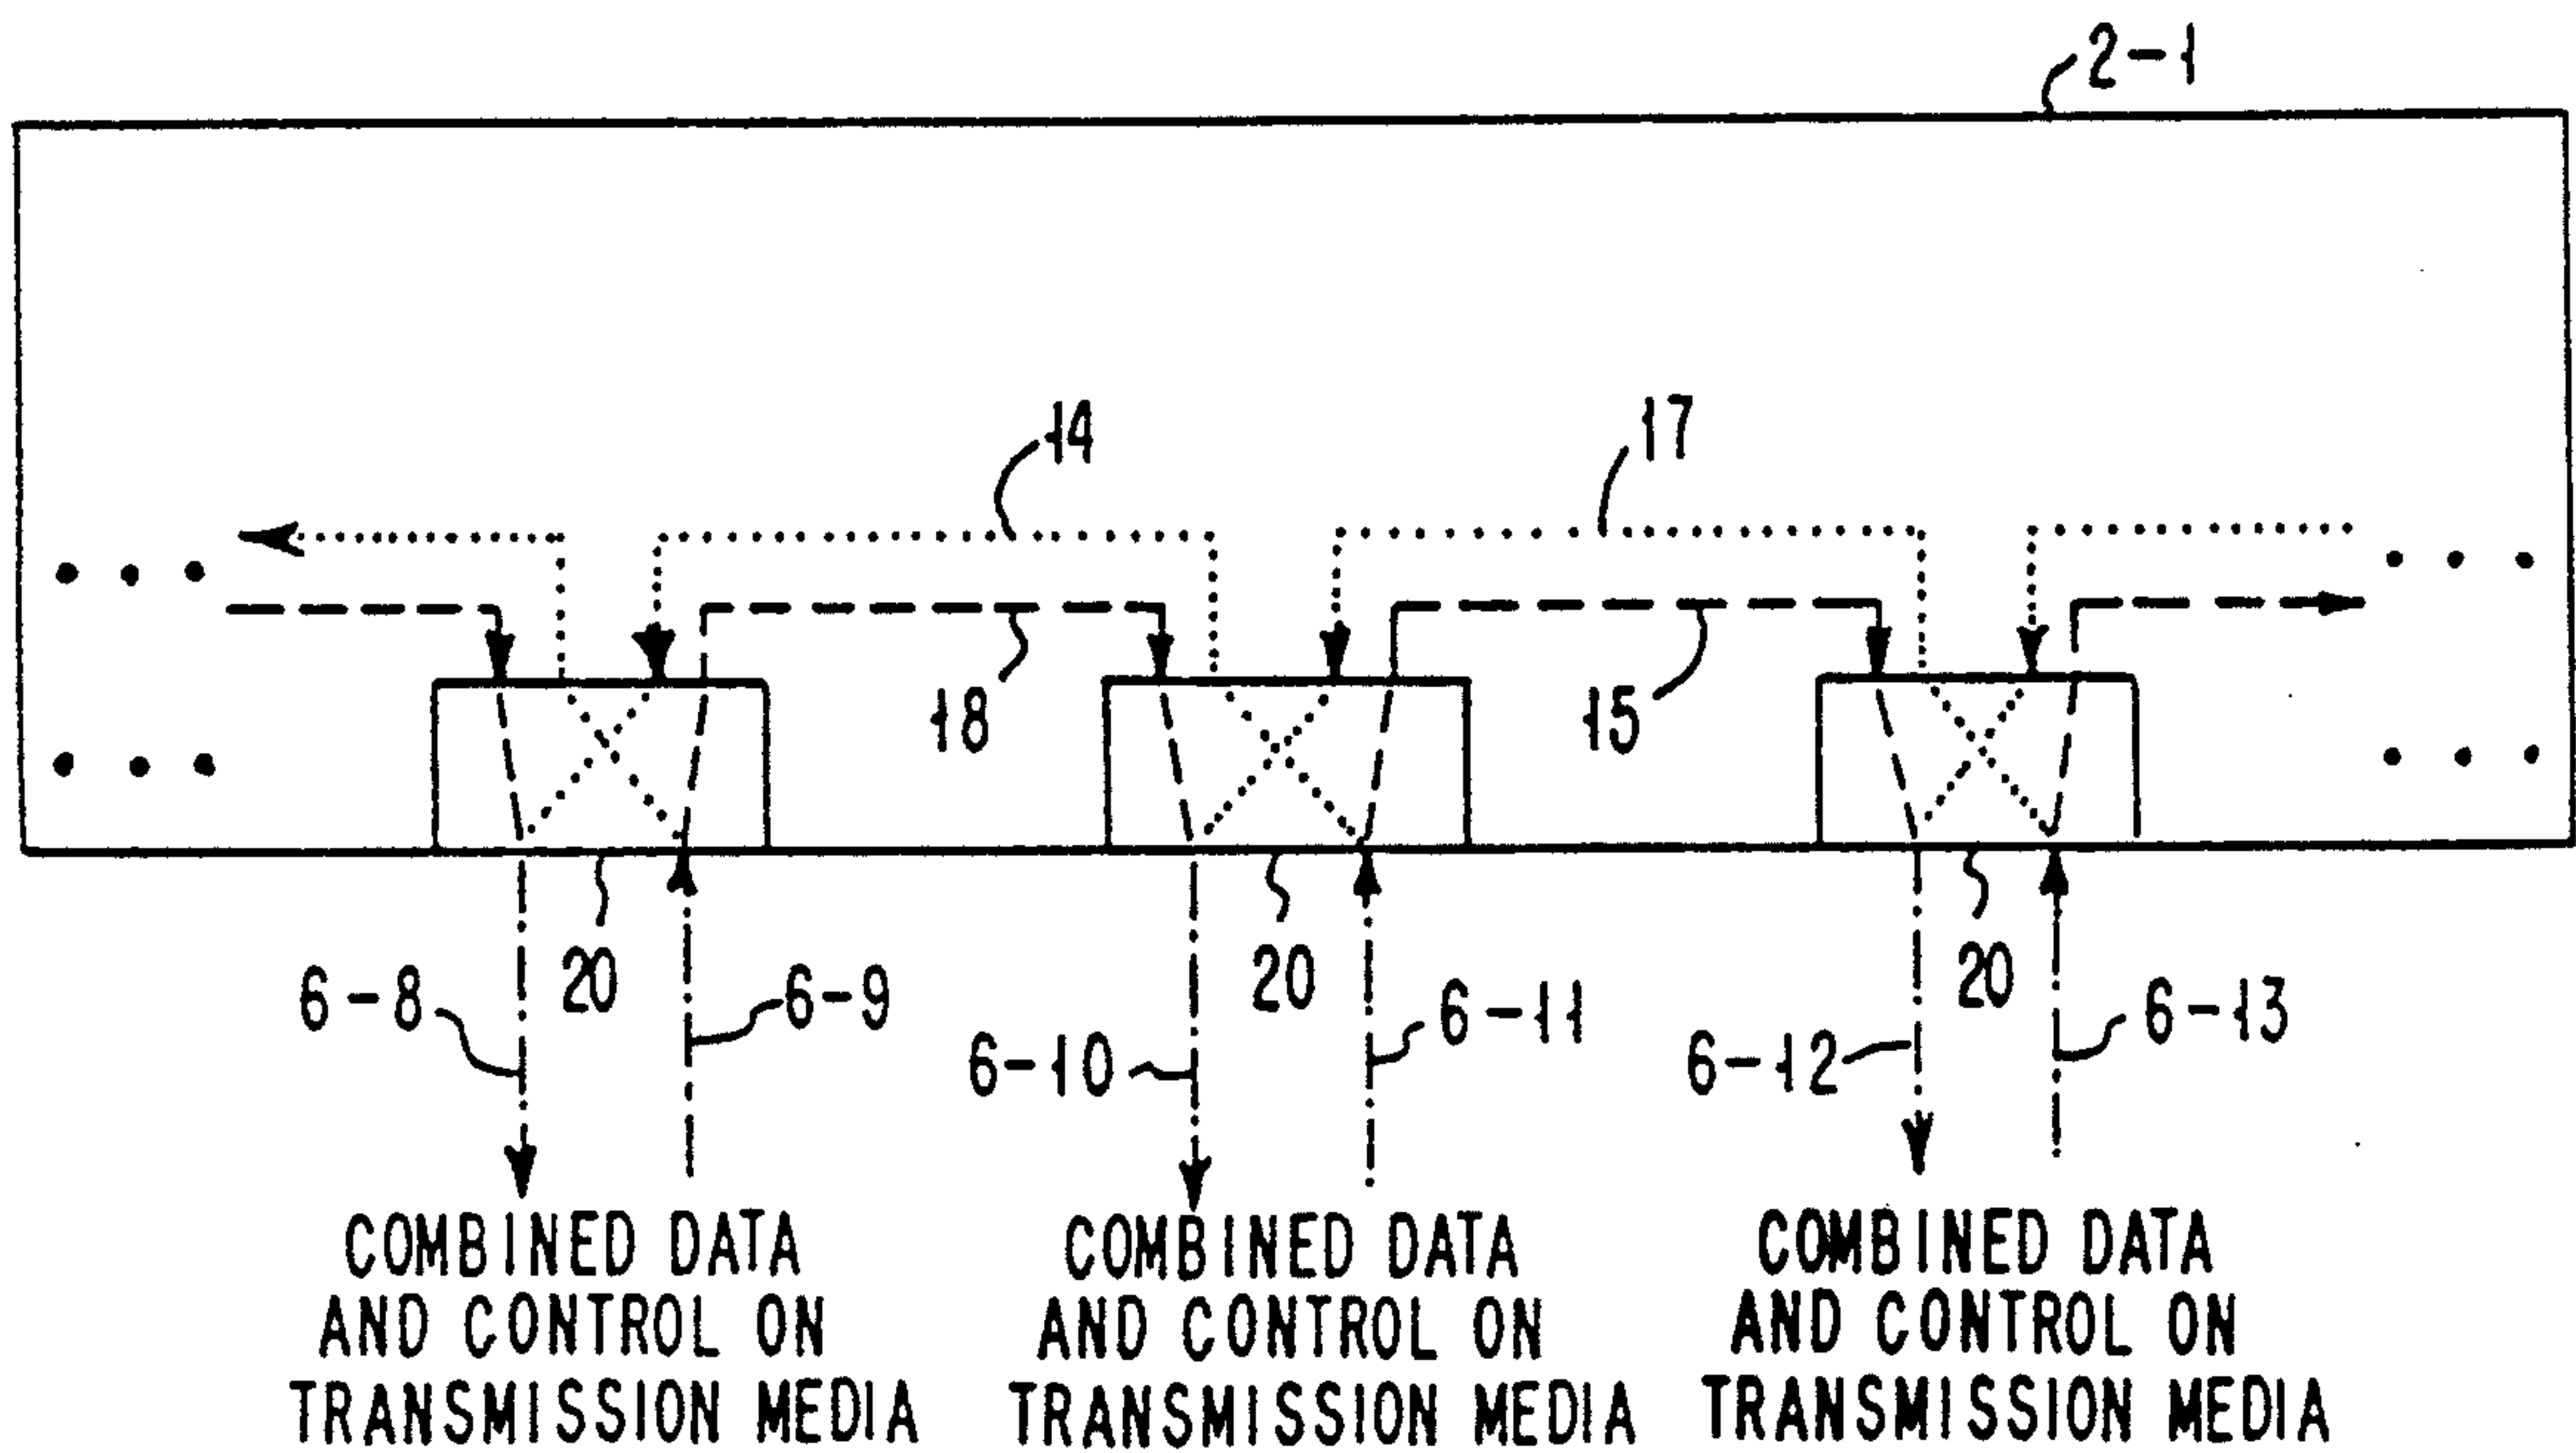 2-1
14
17
18
15
20
20
20
6-8
6-9
6-10
6-11
6-12
6-13
COMBINED DATA
AND CONTROL ON
TRANSMISSION MEDIA
COMBINED DATA
AND CONTROL ON
TRANSMISSION MEDIA
COMBINED DATA
AND CONTROL ON
TRANSMISSION MEDIA